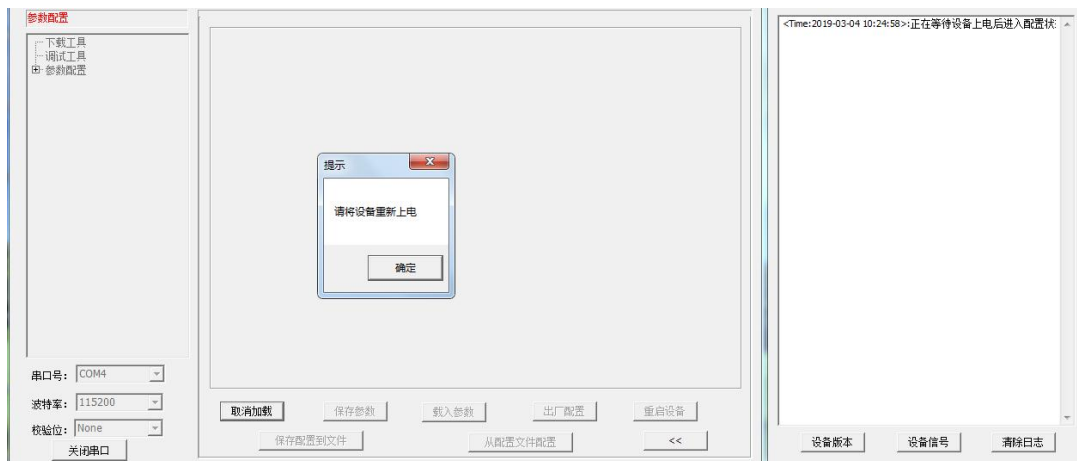 参数配置
下载工具
调试工具
参数配置
串口号: COM4
波特率: 115200
校验位: None
关闭串口
提示
请将设备重新上电
确定
取消加载 保存参数 载入参数 出厂配置 重启设备
保存配置到文件 从配置文件配置 <<
<Time:2019-03-04 10:24:58>:正在等待设备上电后进入配置状
设备版本 设备信号 清除日志